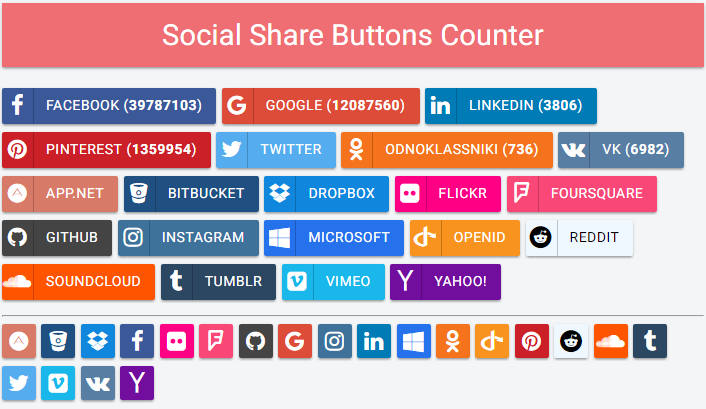 Social Share Buttons Counter
FACEBOOK (39787103) GOOGLE (12087560) LINKEDIN (3806)
PINTEREST (1359954) TWITTER ODNOKLASSNIKI (736) VK (6982)
APP.NET BITBUCKET DROPBOX FLICKR FOURSQUARE
GITHUB INSTAGRAM MICROSOFT OPENID REDDIT
SOUNDCLOUD TUMBLR VIMEO YAHOO!